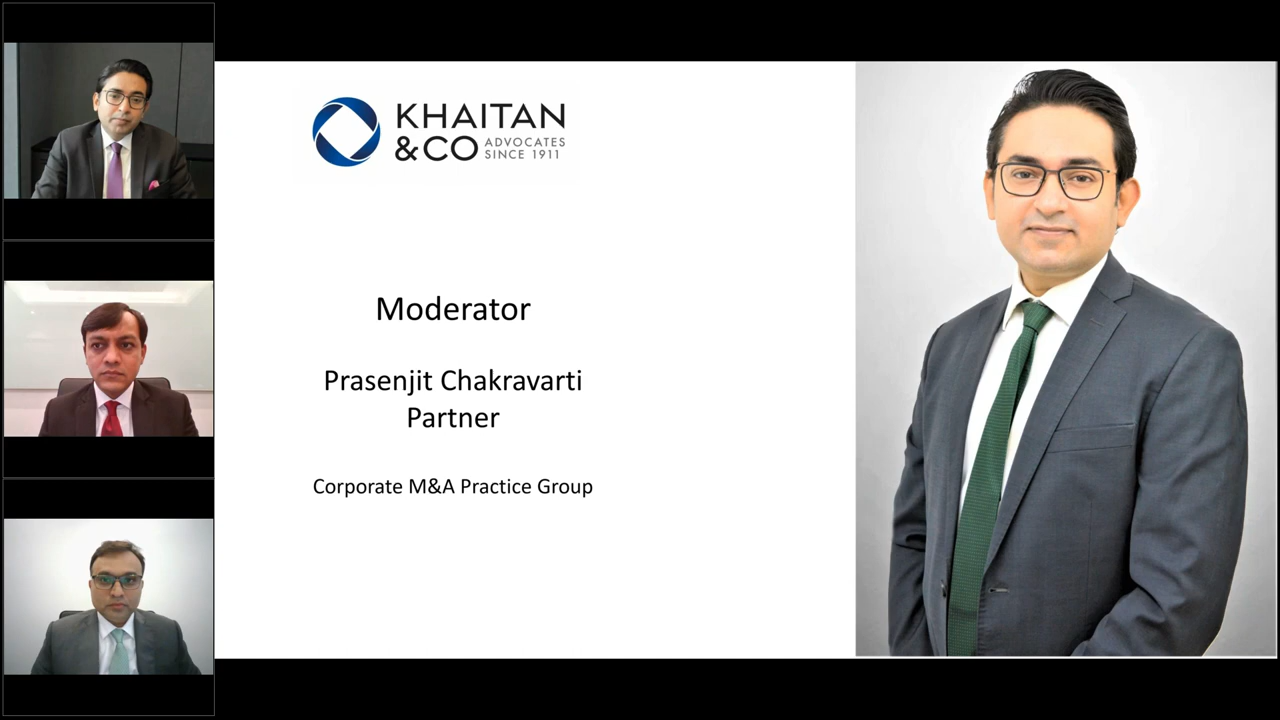 KHAITAN
&CO ADVOCATES
SINCE 1911
Moderator
Prasenjit Chakravarti
Partner
Corporate M&A Practice Group